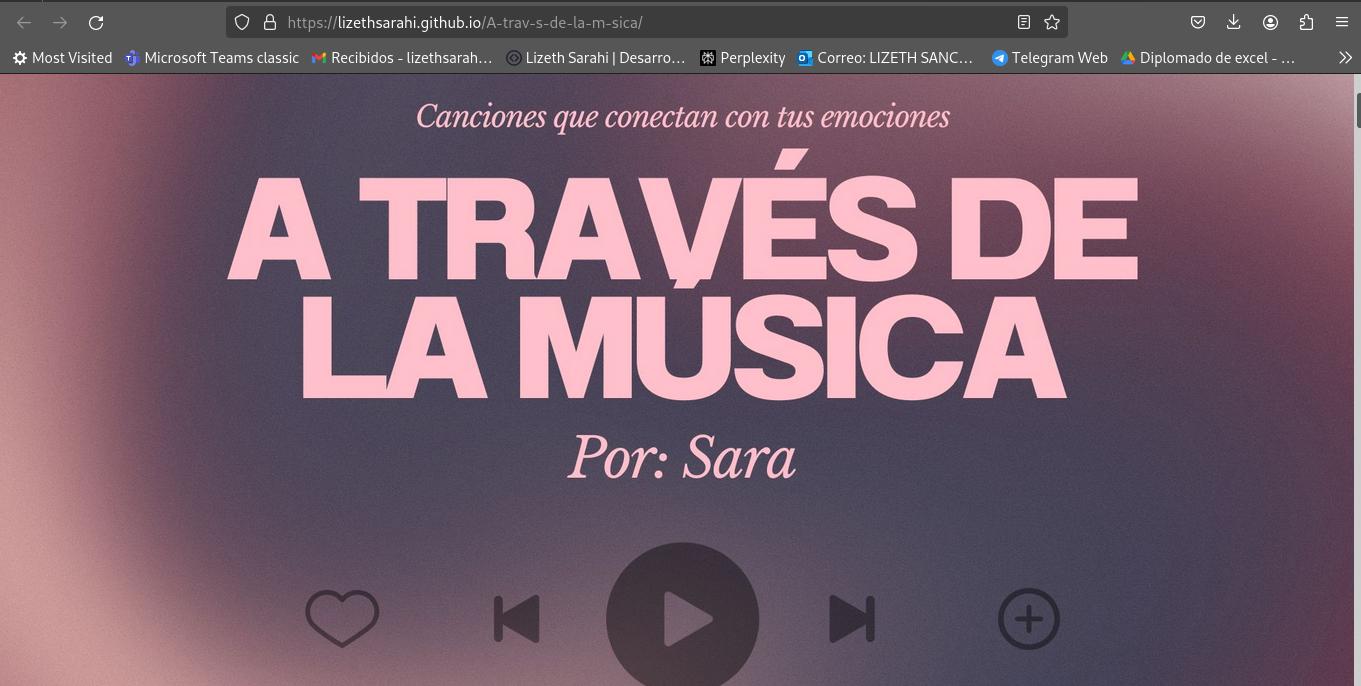 https://lizethsarahi.github.io/A-trav-s-de-la-m-sica/
Most Visited
Microsoft Teams classic
Recibidos - lizethsarah…
Lizeth Sarahi | Desarro…
Perplexity
Correo: LIZETH SANC…
Telegram Web
Diplomado de excel - …
Canciones que conectan con tus emociones
A TRAVÉS DE
LA MÚSICA
Por: Sara